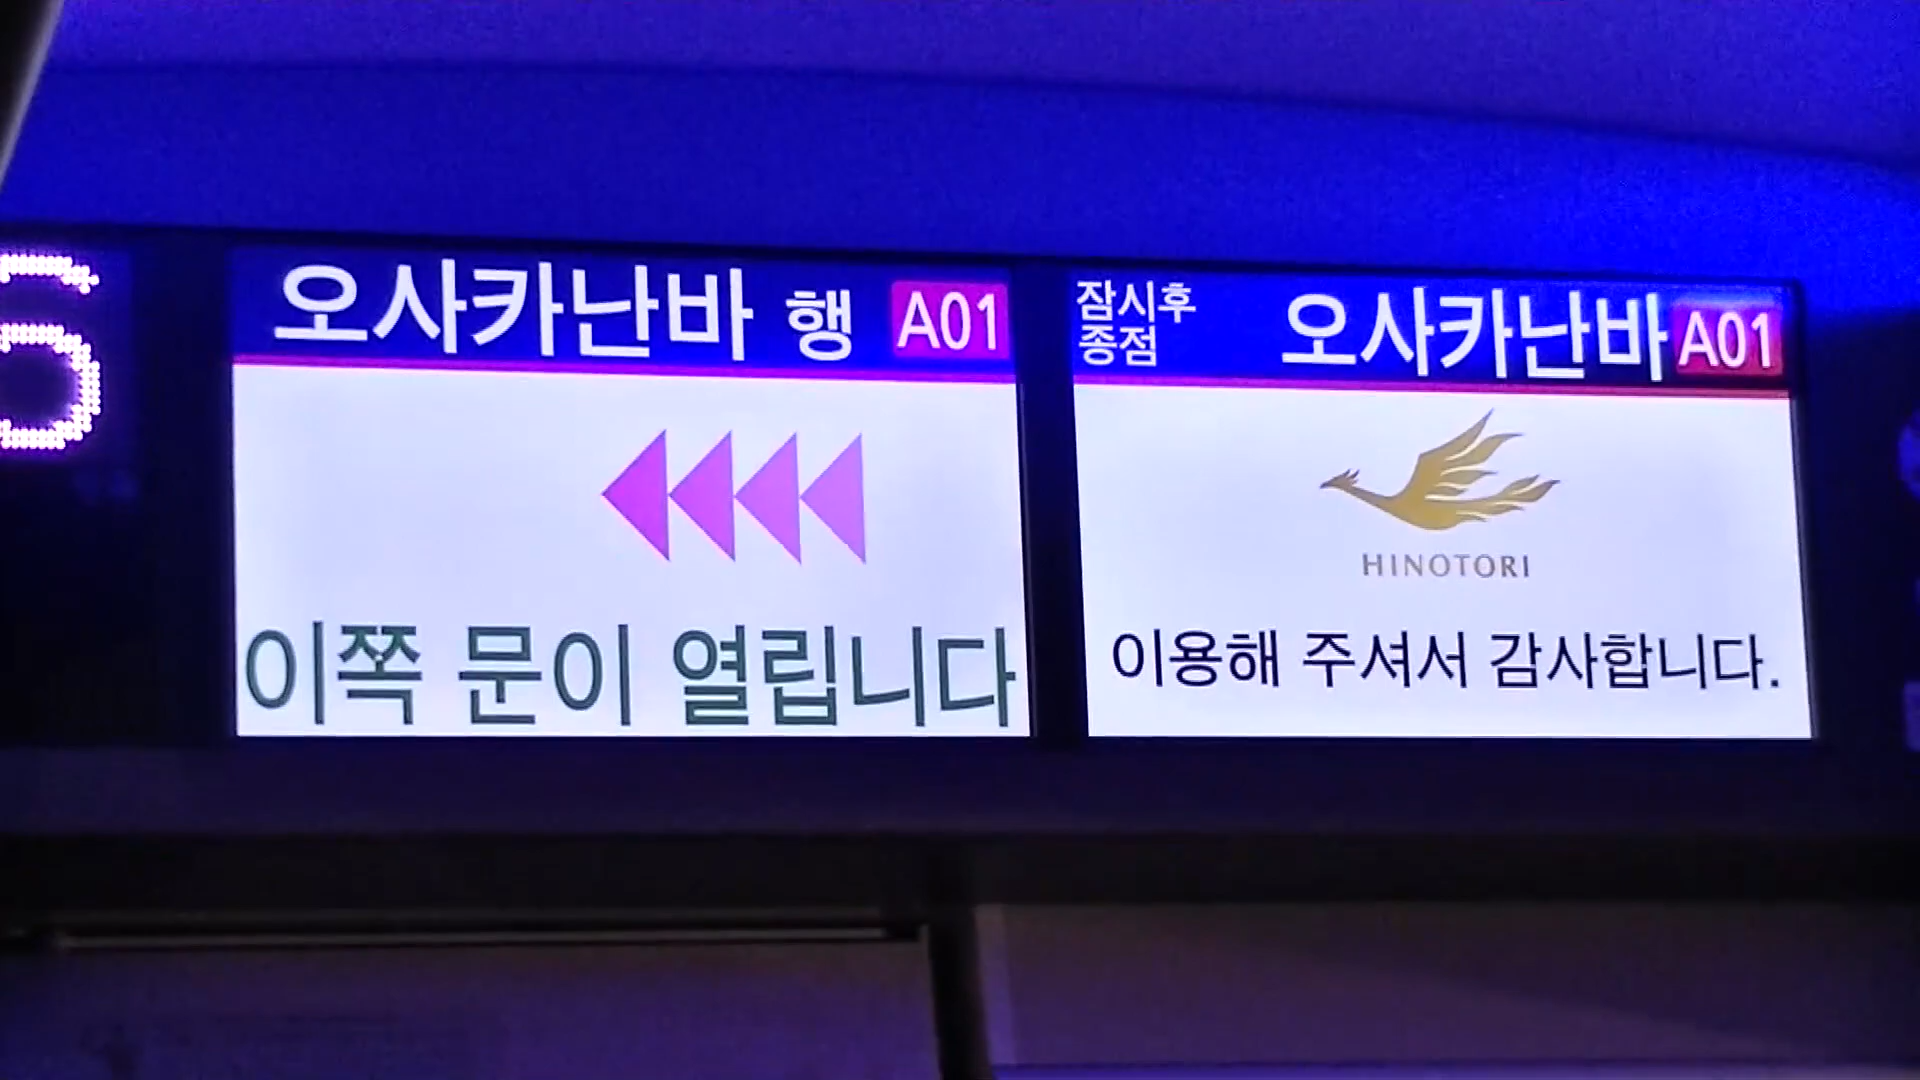 오사카난바 행 A01
이쪽 문이 열립니다
잠시후
종점
오사카난바 A01
HINOTORI
이용해 주셔서 감사합니다.